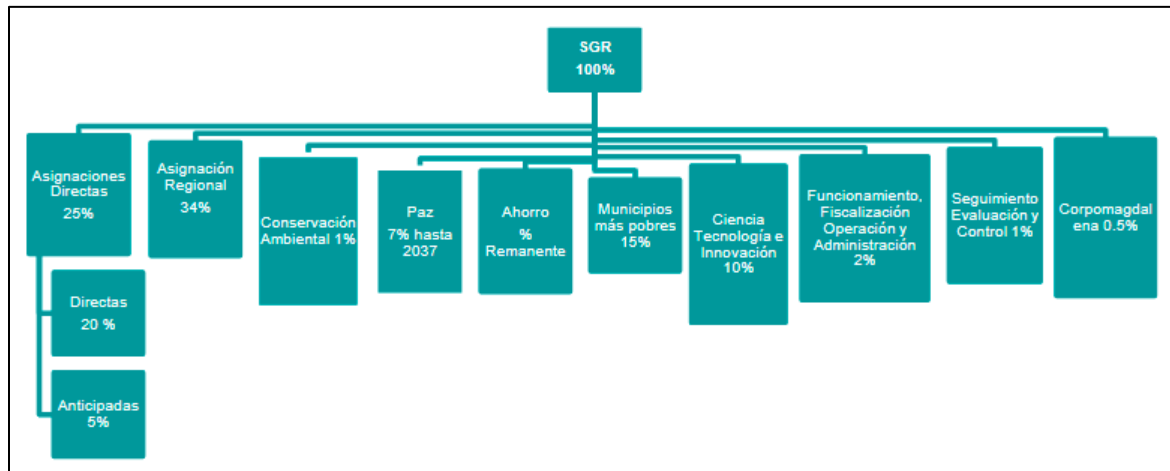 SGR
100%
Asignaciones
Directas
25%
Asignación
Regional
34%
Conservación
Ambiental 1%
Paz
7% hasta
2037
Ahorro
%
Remanente
Municipios
más pobres
15%
Ciencia
Tecnología e
Innovación
10%
Funcionamiento,
Fiscalización
Operación y
Administración
2%
Seguimiento
Evaluación y
Control 1%
Corpomagdal
ena 0.5%
Directas
20 %
Anticipadas
5%